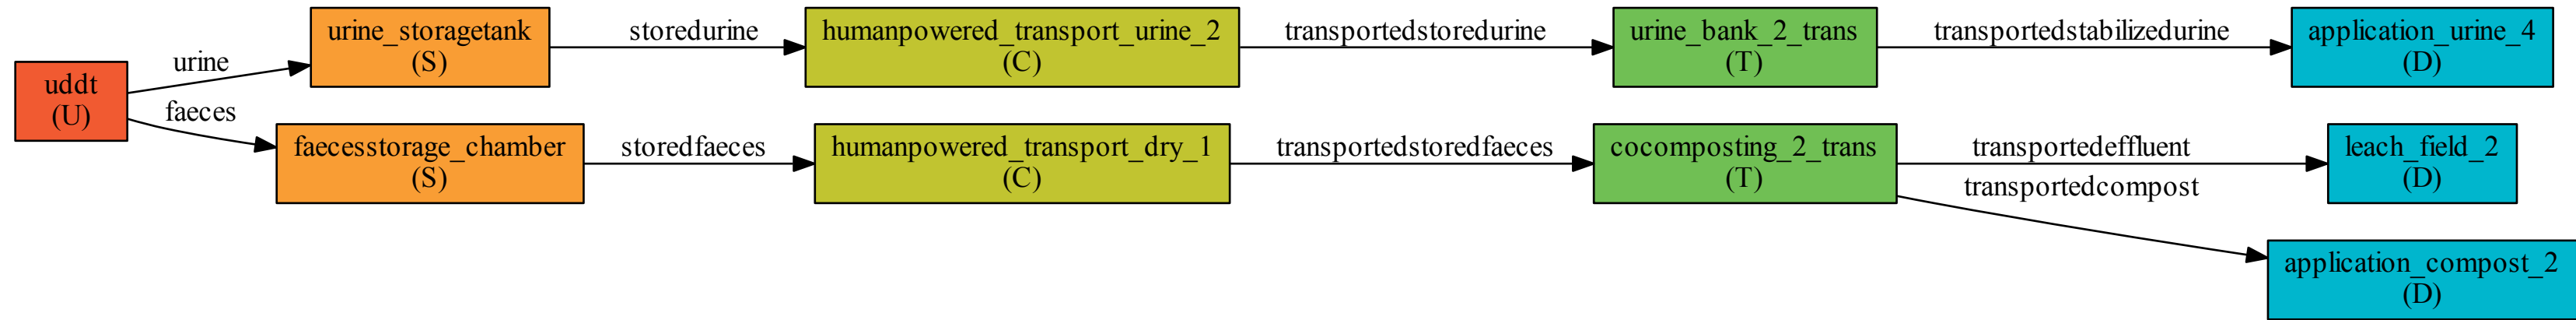 uddt
(U)
urine
faeces
urine_storagetank
(S)
storedurine
humanpowered_transport_urine_2
(C)
transportedstoredurine
urine_bank_2_trans
(T)
transportedstabilizedurine
application_urine_4
(D)
faecesstorage_chamber
(S)
storedfaeces
humanpowered_transport_dry_1
(C)
transportedstoredfaeces
cocomposting_2_trans
(T)
transportedeffluent
leach_field_2
(D)
transportedcompost
application_compost_2
(D)